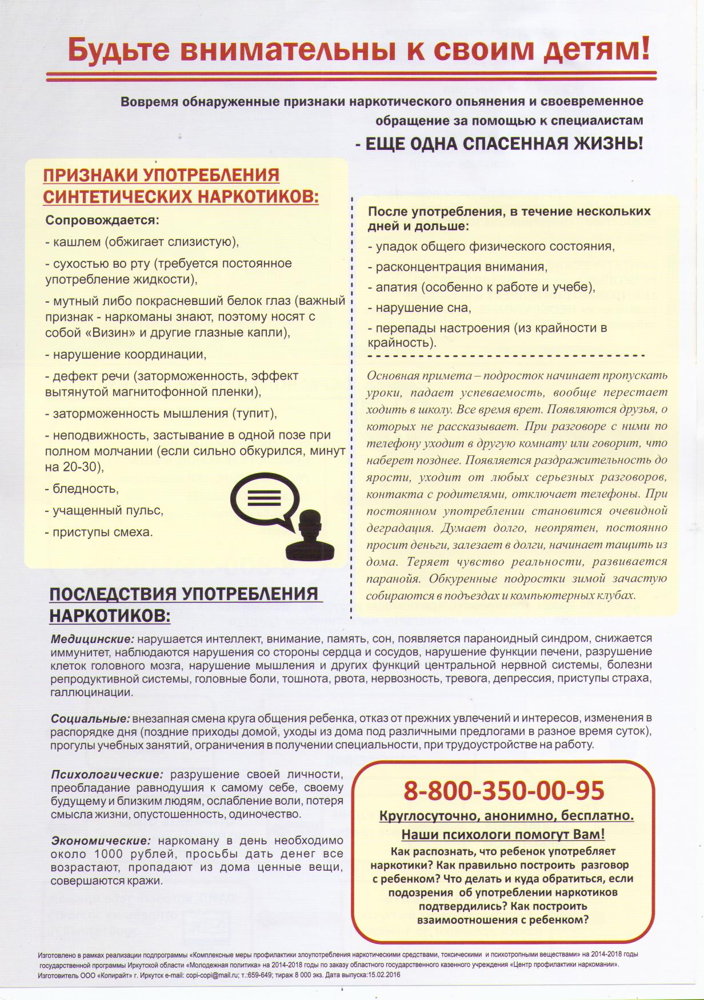 Будьте внимательны к своим детям!
Вовремя обнаруженные признаки наркотического опьянения и своевременное
обращение за помощью к специалистам
- ЕЩЕ ОДНА СПАСЕННАЯ ЖИЗНЬ!
ПРИЗНАКИ УПОТРЕБЛЕНИЯ
СИНТЕТИЧЕСКИХ НАРКОТИКОВ:
Сопровождается:
- кашлем (обжигает слизистую),
- сухостью во рту (требуется постоянное
употребление жидкости),
- мутный либо покрасневший белок глаз (важный
признак - наркоманы знают, поэтому носят с
собой «Визин» и другие глазные капли),
- нарушение координации,
- дефект речи (заторможенность, эффект
вытянутой магнитофонной пленки),
- заторможенность мышления (тупит),
- неподвижность, застывание в одной позе при
полном молчании (если сильно обкурился, минут
на 20-30),
- бледность,
- учащенный пульс,
- приступы смеха.
После употребления, в течение нескольких
дней и дольше:
- упадок общего физического состояния,
- расконцентрация внимания,
- апатия (особенно к работе и учебе),
- нарушение сна,
- перепады настроения (из крайности в
крайность).
Основная примета – подросток начинает пропускать
уроки, падает успеваемость, вообще перестает
ходить в школу. Все время врет. Появляются друзья, о
которых не рассказывает. При разговоре с ними по
телефону уходит в другую комнату или говорит, что
наберет позднее. Появляется раздражительность до
ярости, уходит от любых серьезных разговоров,
контакта с родителями, отключает телефоны. При
постоянном употреблении становится очевидной
деградация. Думает долго, неопрятен, постоянно
просит деньги, залезает в долги, начинает тащить из
дома. Теряет чувство реальности, развивается
паранойя. Обкуренные подростки зимой зачастую
собираются в подъездах и компьютерных клубах.
ПОСЛЕДСТВИЯ УПОТРЕБЛЕНИЯ
НАРКОТИКОВ:
Медицинские: нарушается интеллект, внимание, память, сон, появляется параноидный синдром, снижается
иммунитет, наблюдаются нарушения со стороны сердца и сосудов, нарушение функции печени, разрушение
клеток головного мозга, нарушение мышления и других функций центральной нервной системы, болезни
репродуктивной системы, головные боли, тошнота, рвота, нервозность, тревога, депрессия, приступы страха,
галлюцинации.
Социальные: внезапная смена круга общения ребенка, отказ от прежних увлечений и интересов, изменения в
распорядке дня (поздние приходы домой, уходы из дома под различными предлогами в разное время суток),
прогулы учебных занятий, ограничения в получении специальности, при трудоустройстве на работу.
Психологические: разрушение своей личности,
преобладание равнодушия к самому себе, своему
будущему и близким людям, ослабление воли, потеря
смысла жизни, опустошенность, одиночество.
Экономические: наркоману в день необходимо
около 1000 рублей, просьбы дать денег все
возрастают, пропадают из дома ценные вещи,
совершаются кражи.
8-800-350-00-95
Круглосуточно, анонимно, бесплатно.
Наши психологи помогут Вам!
Как распознать, что ребенок употребляет
наркотики? Как правильно построить разговор
с ребенком? Что делать и куда обратиться, если
подозрения об употреблении наркотиков
подтвердились? Как построить
взаимоотношения с ребенком?
Изготовлено в рамках реализации подпрограммы «Комплексные меры профилактики злоупотребления наркотическими средствами, токсическими и психотропными веществами» на 2014-2018 годы
государственной программы Иркутской области «Молодежная политика» на 2014-2018 годы по заказу областного государственного казенного учреждения «Центр профилактики наркомании».
Изготовитель ООО «Копирайт» г. Иркутск e-mail: copi-copi@mail.ru; т.:659-649; тираж 8 000 экз. Дата выпуска:15.02.2016